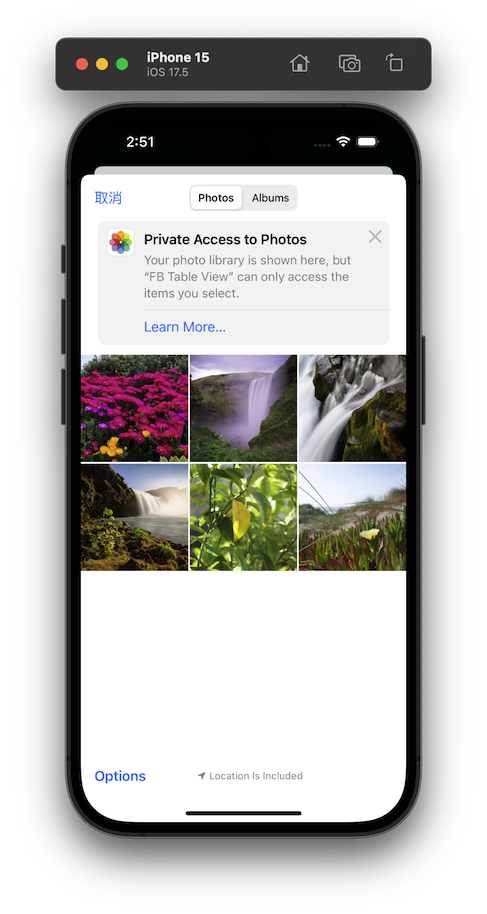 iPhone 15
iOS 17.5
2:51
取消
Photos
Albums
Private Access to Photos
Your photo library is shown here, but
“FB Table View” can only access the
items you select.
Learn More...
Options
Location Is Included